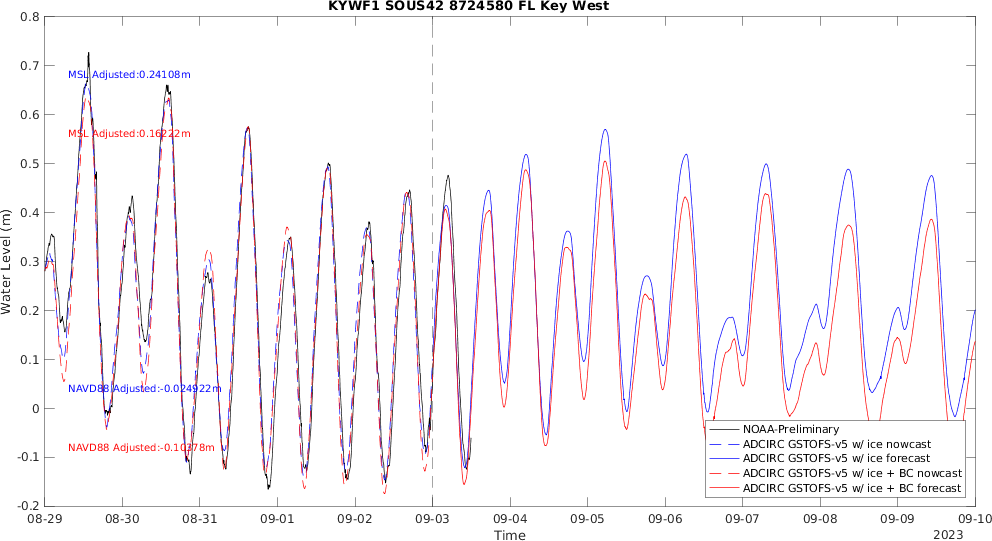 KYWF1 SOUS42 8724580 FL Key West
Water Level (m)
0.8
0.7
0.6
0.5
0.4
0.3
0.2
0.1
0
-0.1
-0.2
MSL Adjusted:0.24108m
MSL Adjusted:0.16222m
NAVD88 Adjusted:-0.024922m
NAVD88 Adjusted:-0.10378m
NOAA-Preliminary
ADCIRC GSTOFS-v5 w/ ice nowcast
ADCIRC GSTOFS-v5 w/ ice forecast
ADCIRC GSTOFS-v5 w/ ice + BC nowcast
ADCIRC GSTOFS-v5 w/ ice + BC forecast
08-29 08-30 08-31 09-01 09-02 09-03 09-04 09-05 09-06 09-07 09-08 09-09 09-10
Time
2023